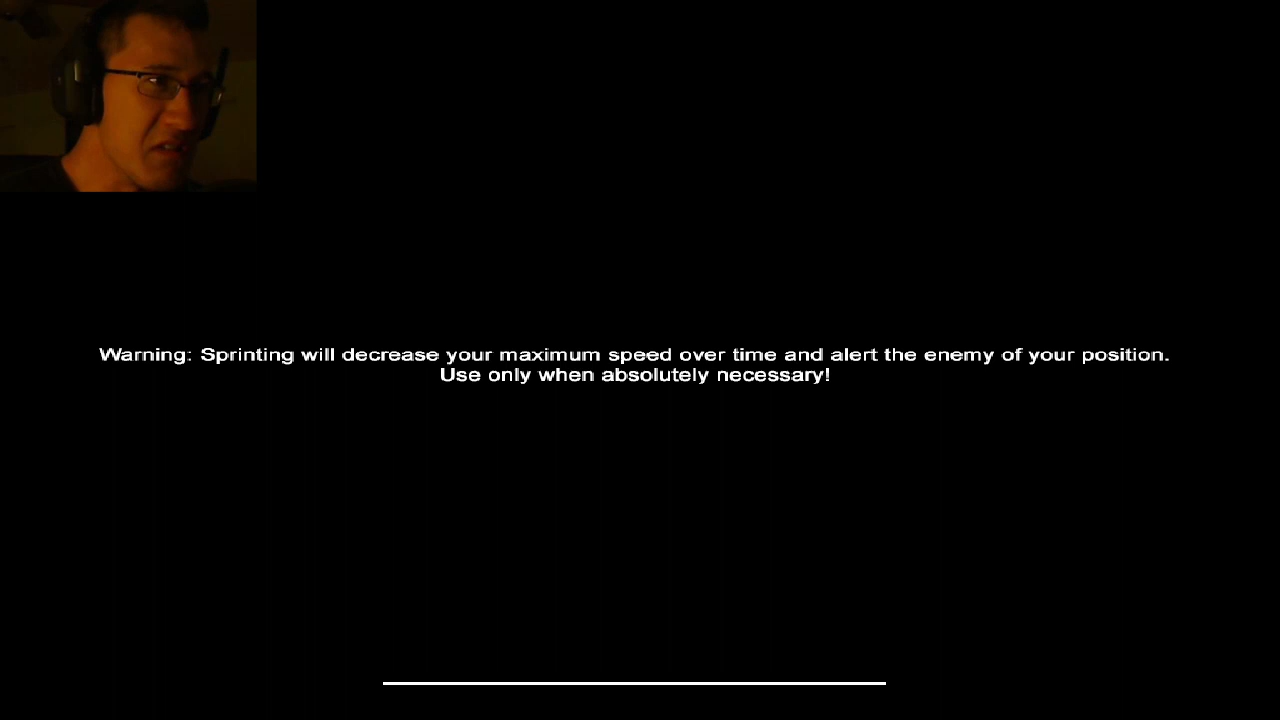 Warning: Sprinting will decrease your maximum speed over time and alert the enemy of your position.
Use only when absolutely necessary!